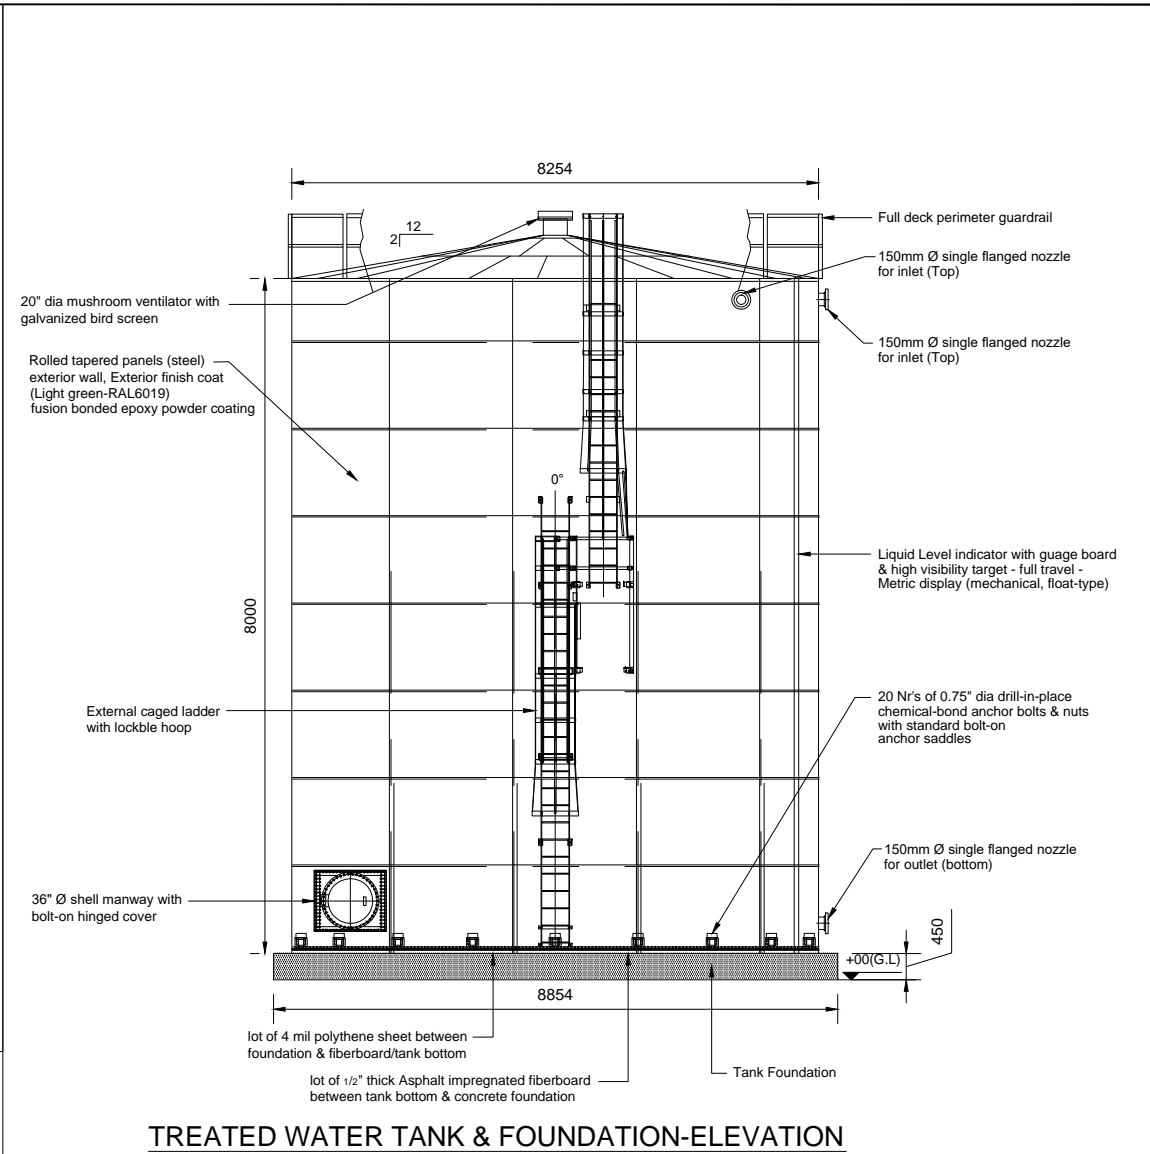 8254
Full deck perimeter guardrail
12
2
150mm Ø single flanged nozzle
for inlet (Top)
20" dia mushroom ventilator with
galvanized bird screen
150mm Ø single flanged nozzle
for inlet (Top)
Rolled tapered panels (steel)
exterior wall, Exterior finish coat
(Light green-RAL6019)
fusion bonded epoxy powder coating
0°
Liquid Level indicator with guage board
& high visibility target - full travel -
Metric display (mechanical, float-type)
8000
20 Nr's of 0.75" dia drill-in-place
chemical-bond anchor bolts & nuts
with standard bolt-on
anchor saddles
External caged ladder
with lockble hoop
150mm Ø single flanged nozzle
for outlet (bottom)
36" Ø shell manway with
bolt-on hinged cover
450
+00(G.L)
8854
lot of 4 mil polythene sheet between
foundation & fiberboard/tank bottom
Tank Foundation
lot of 1/2" thick Asphalt impregnated fiberboard
between tank bottom & concrete foundation
TREATED WATER TANK & FOUNDATION-ELEVATION